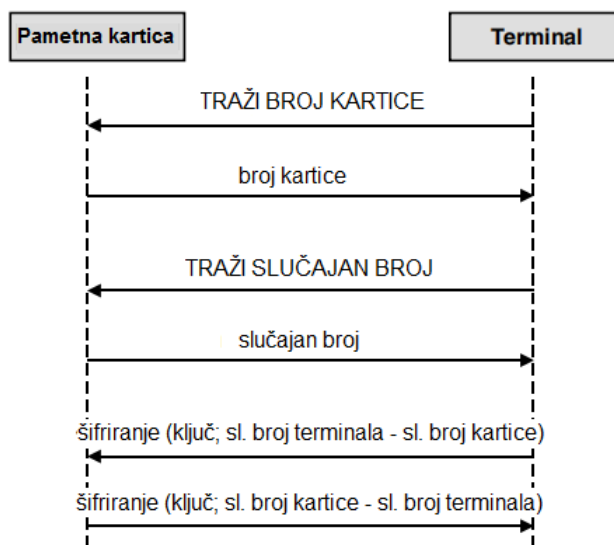 Pametna kartica
Terminal
TRAŽI BROJ KARTICE
broj kartice
TRAŽI SLUČAJAN BROJ
slučajan broj
šifriranje (ključ; sl. broj terminala - sl. broj kartice)
šifriranje (ključ; sl. broj kartice - sl. broj terminala)